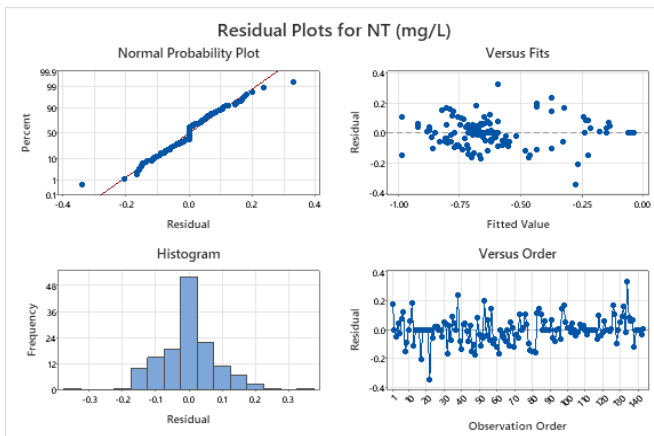 Residual Plots for NT (mg/L)
Normal Probability Plot
99.9
99
90
50
10
1
0.1
Percent
-0.4 -0.2 0.0 0.2 0.4
Residual
Versus Fits
0.4
0.2
0.0
-0.2
-0.4
Residual
-1.00 -0.75 -0.50 -0.25 0.00
Fitted Value
Histogram
48
36
24
12
0
Frequency
-0.3 -0.2 -0.1 0.0 0.1 0.2 0.3
Residual
Versus Order
0.4
0.2
0.0
-0.2
-0.4
Residual
1 10 20 30 40 50 60 70 80 90 100 110 120 130 140
Observation Order